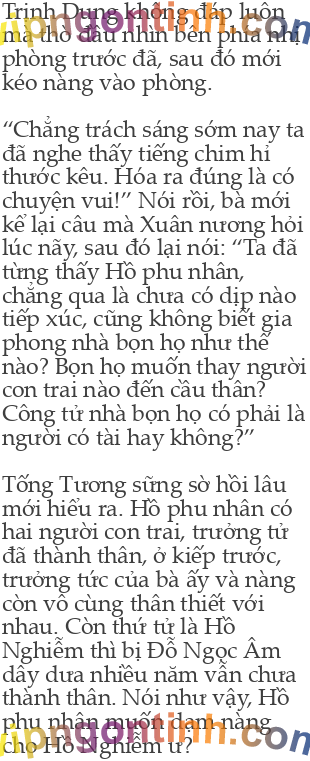 Trịnh Dung không đáp luôn
mà thò đầu nhìn bên phía nhị
phòng trước đã, sau đó mới
kéo nàng vào phòng.
“Chẳng trách sáng sớm nay ta
đã nghe thấy tiếng chim hỉ
thước kêu. Hóa ra đúng là có
chuyện vui!” Nói rồi, bà mới
kể lại câu mà Xuân nương hỏi
lúc nãy, sau đó lại nói: “Ta đã
từng thấy Hồ phu nhân,
chẳng qua là chưa có dịp nào
tiếp xúc, cũng không biết gia
phong nhà bọn họ như thế
nào? Bọn họ muốn thay người
con trai nào đến cầu thân?
Công tử nhà bọn họ có phải là
người có tài hay không?”
Tống Tương sững sờ hồi lâu
mới hiểu ra. Hồ phu nhân có
hai người con trai, trưởng tử
đã thành thân, ở kiếp trước,
trưởng tức của bà ấy và nàng
còn vô cùng thân thiết với
nhau. Còn thứ tử là Hồ
Nghiễm thì bị Đỗ Ngọc Âm
dây dưa nhiều năm vẫn chưa
thành thân. Nói như vậy, Hồ
phu nhân muốn dạm nàng
cho Hồ Nghiễm ư?
vipngontinh.com
vipngontinh.com